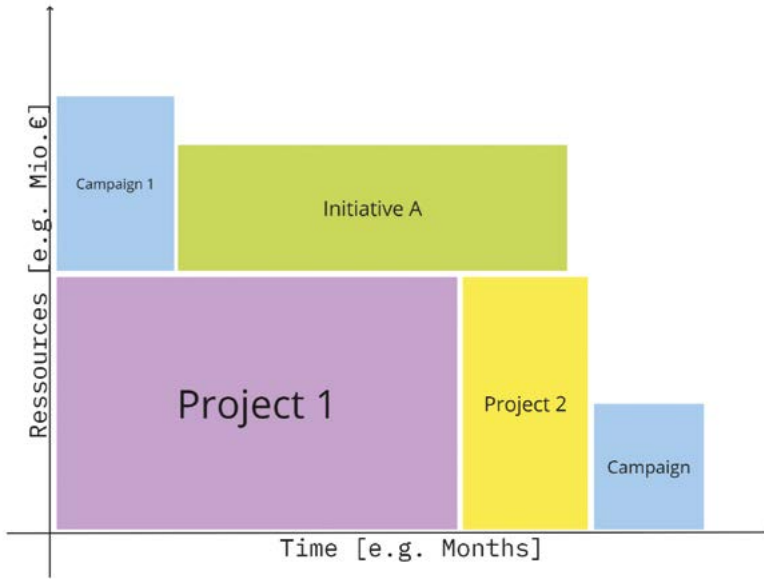 Ressources [e.g. Mio.€]
Campaign 1
Initiative A
Project 1
Project 2
Campaign
Time [e.g. Months]